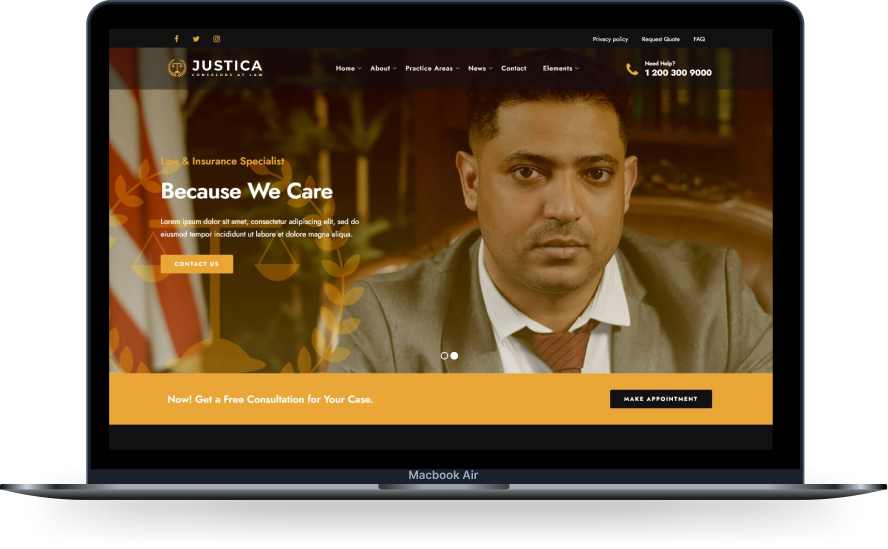 Privacy policy Request Quote FAQ
JUSTICA
CONSELORS AT LAW
Home About Practice Areas News Contact Elements
Need Help?
1 200 300 9000
Law & Insurance Specialist
Because We Care
Lorem ipsum dolor sit amet, consectetur adipiscing elit, sed do
eiusmod tempor incididunt ut labore et dolore magna aliqua.
CONTACT US
Now! Get a Free Consultation for Your Case.
MAKE APPOINTMENT
Macbook Air